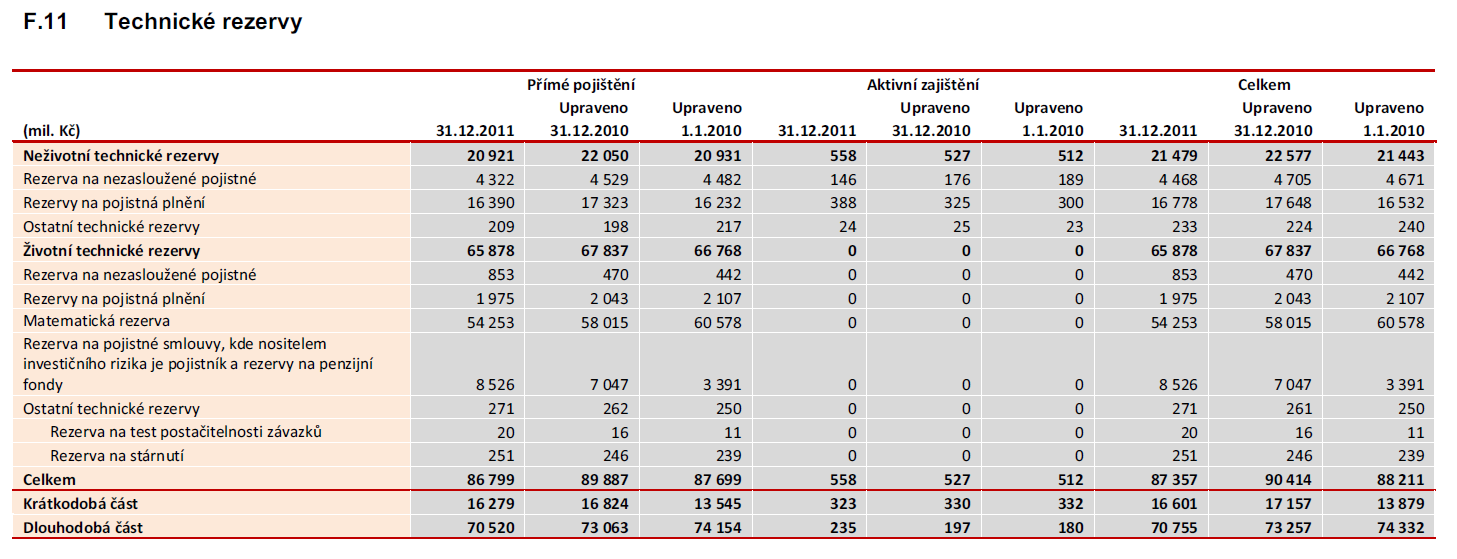 F.11 Technické rezervy
Přímé pojištění Aktivní zajištění Celkem
Upraveno Upraveno Upraveno Upraveno Upraveno Upraveno
(mil. Kč) 31.12.2011 31.12.2010 1.1.2010 31.12.2011 31.12.2010 1.1.2010 31.12.2011 31.12.2010 1.1.2010
Neživotní technické rezervy 20 921 22 050 20 931 558 527 512 21 479 22 577 21 443
Rezerva na nezasloužené pojistné 4 322 4 529 4 482 146 176 189 4 468 4 705 4 671
Rezervy na pojistná plnění 16 390 17 323 16 232 388 325 300 16 778 17 648 16 532
Ostatní technické rezervy 209 198 217 24 25 23 233 224 240
Životní technické rezervy 65 878 67 837 66 768 0 0 0 65 878 67 837 66 768
Rezerva na nezasloužené pojistné 853 470 442 0 0 0 853 470 442
Rezervy na pojistná plnění 1 975 2 043 2 107 0 0 0 1 975 2 043 2 107
Matematická rezerva 54 253 58 015 60 578 0 0 0 54 253 58 015 60 578
Rezerva na pojistné smlouvy, kde nositelem
investičního rizika je pojistník a rezervy na penzijní
fondy 8 526 7 047 3 391 0 0 0 8 526 7 047 3 391
Ostatní technické rezervy 271 262 250 0 0 0 271 261 250
Rezerva na test postačitelnosti závazků 20 16 11 0 0 0 20 16 11
Rezerva na stárnutí 251 246 239 0 0 0 251 246 239
Celkem 86 799 89 887 87 699 558 527 512 87 357 90 414 88 211
Krátkodobá část 16 279 16 824 13 545 323 330 332 16 601 17 157 13 879
Dlouhodobá část 70 520 73 063 74 154 235 197 180 70 755 73 257 74 332